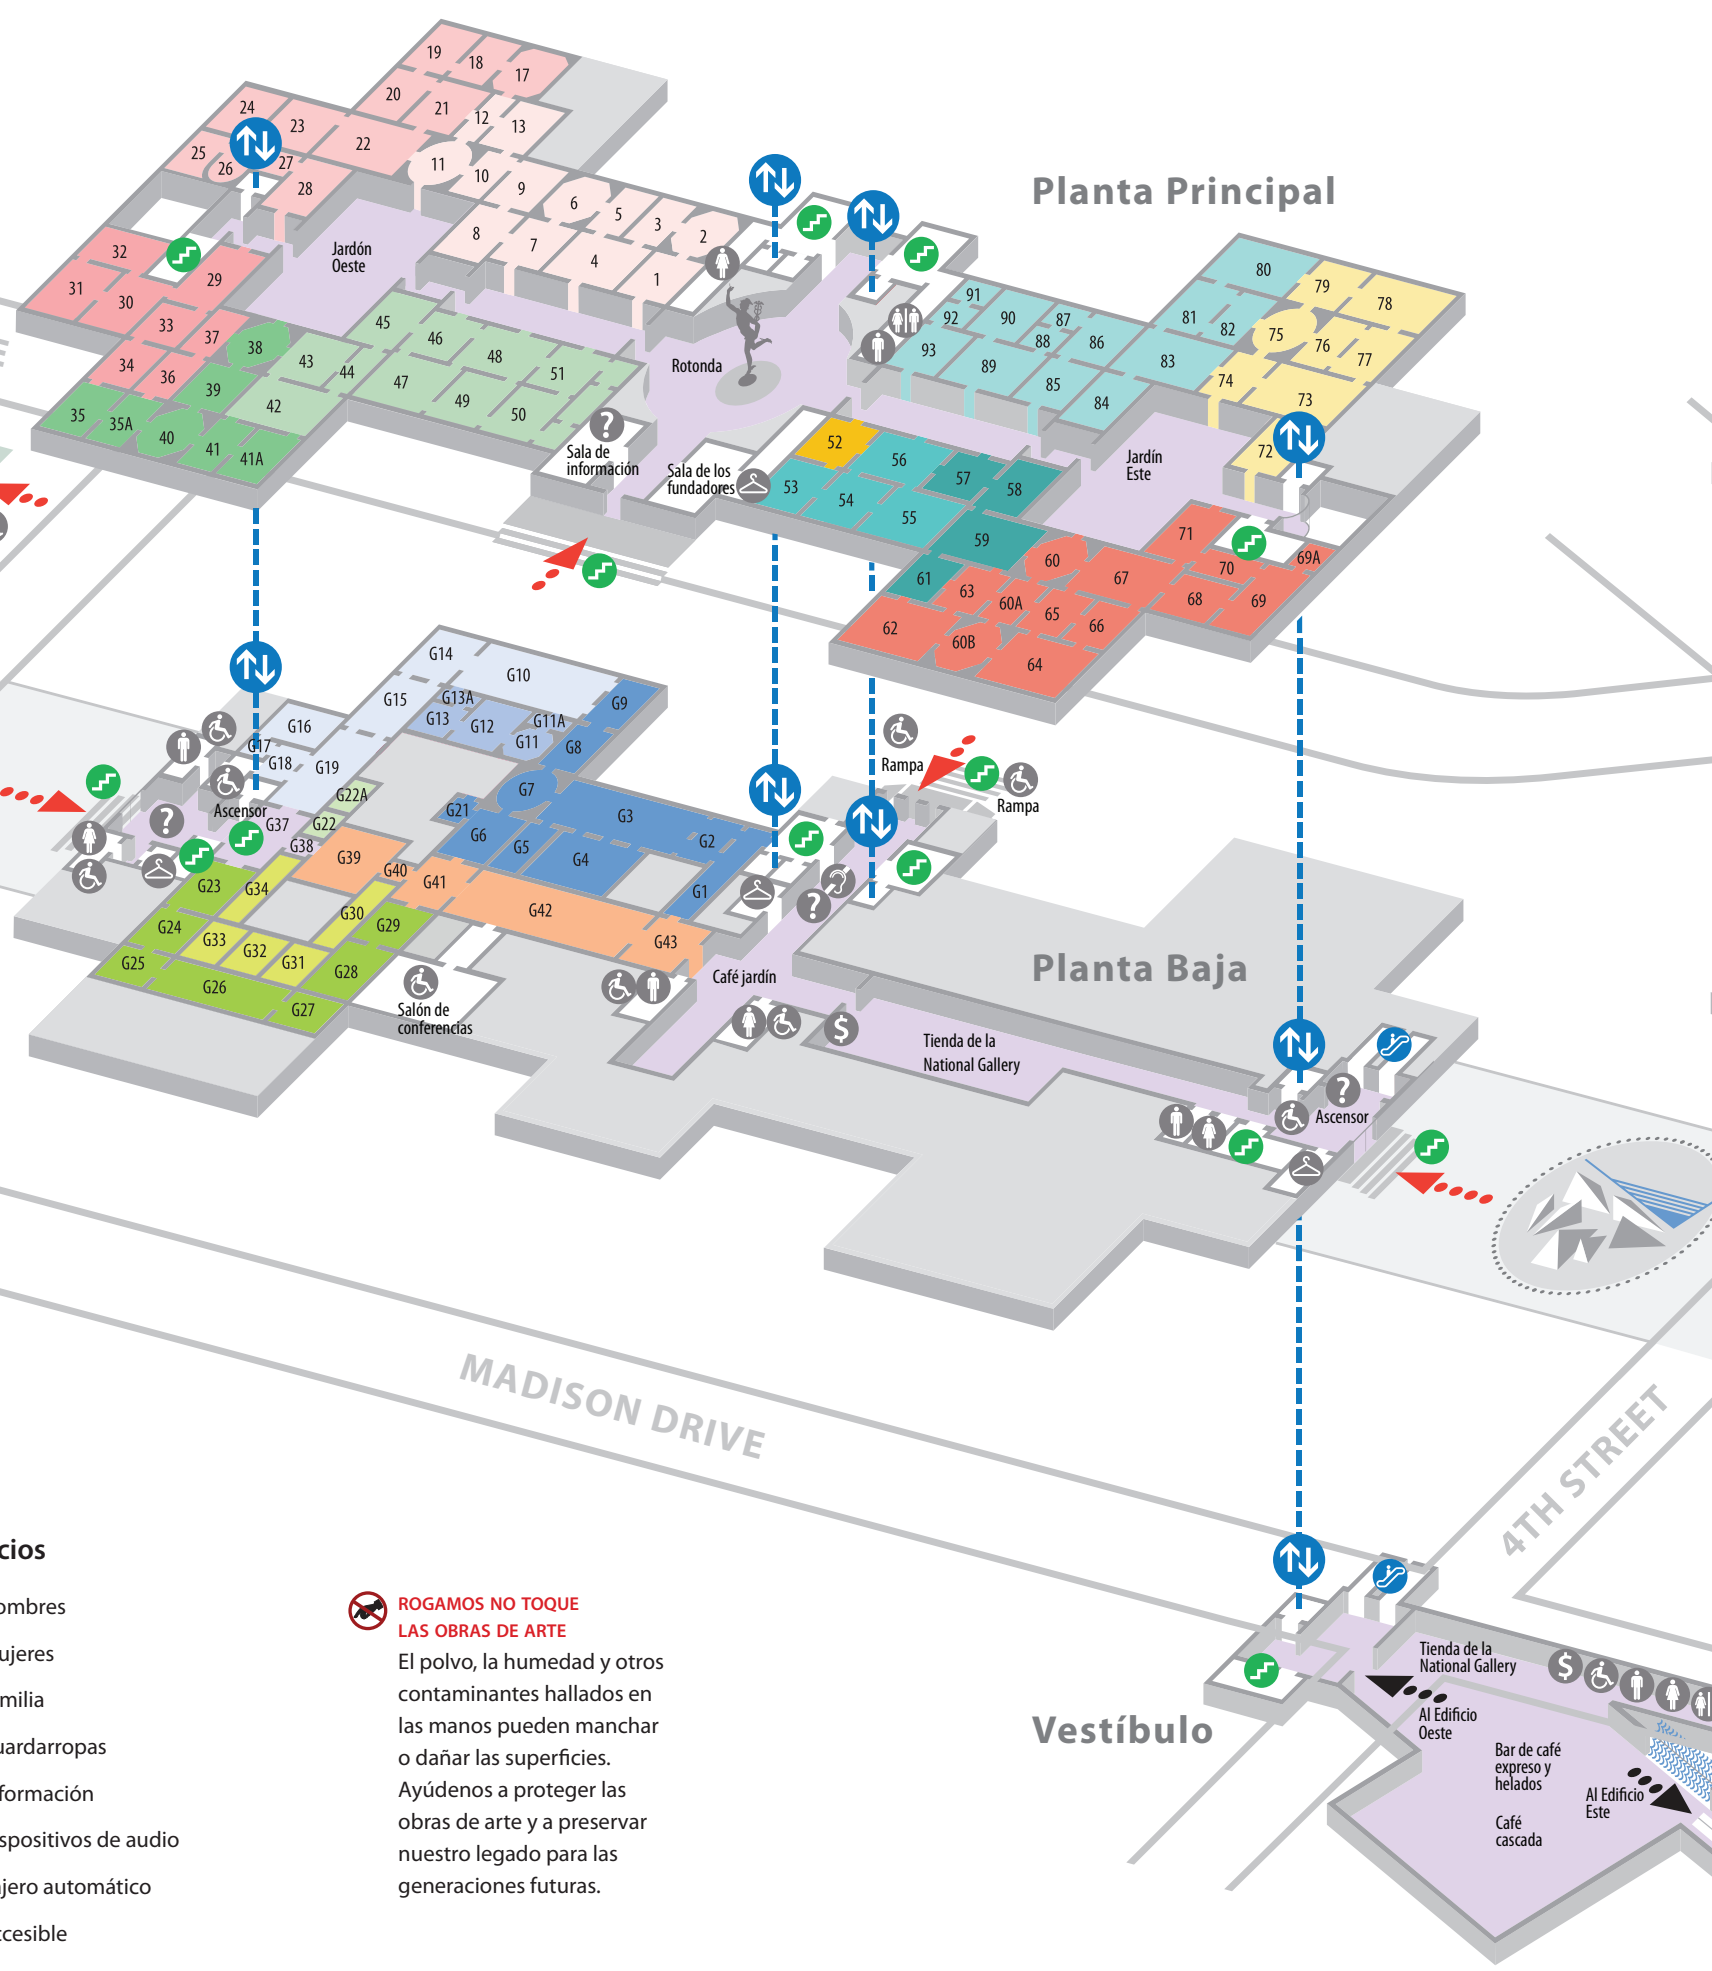 19
18
17
20
21
12
13
24
23
22
25
26
27
28
11
10
9
6
5
3
2
8
7
4
1
Planta Principal
Jardón
Oeste
32
31
30
29
33
37
34
36
38
39
35
35A
40
41
41A
43
44
42
45
46
48
51
47
49
50
Rotonda
Sala de
información
Sala de los
fundadores
91
92
90
87
88
86
93
89
85
84
80
81
82
83
79
78
75
76
77
74
73
72
Jardín
Este
52
53
56
54
55
57
58
59
61
60
63
60A
62
60B
65
66
64
67
71
70
69A
68
69
G14
G10
G15
G13A
G13
G12
G11A
G11
G9
G8
G16
G17
G18
G19
G7
G22A
G22
G21
G6
G5
G4
G3
G2
G1
Ascensor
G37
G38
G39
G40
G41
G42
G43
G23
G34
G24
G33
G32
G31
G30
G29
G28
G25
G26
G27
Rampa
Rampa
Salón de
conferencias
Café jardín
Planta Baja
Tienda de la
National Gallery
Ascensor
MADISON DRIVE
4TH STREET
Vestíbulo
Tienda de la
National Gallery
Al Edificio
Oeste
Bar de café
expreso y
helados
Al Edificio
Este
Café
cascada
cios
ombres
ujeres
milia
uardarropas
formación
spositivos de audio
ajero automático
ccesible
ROGAMOS NO TOQUE
LAS OBRAS DE ARTE
El polvo, la humedad y otros
contaminantes hallados en
las manos pueden manchar
o dañar las superficies.
Ayúdenos a proteger las
obras de arte y a preservar
nuestro legado para las
generaciones futuras.